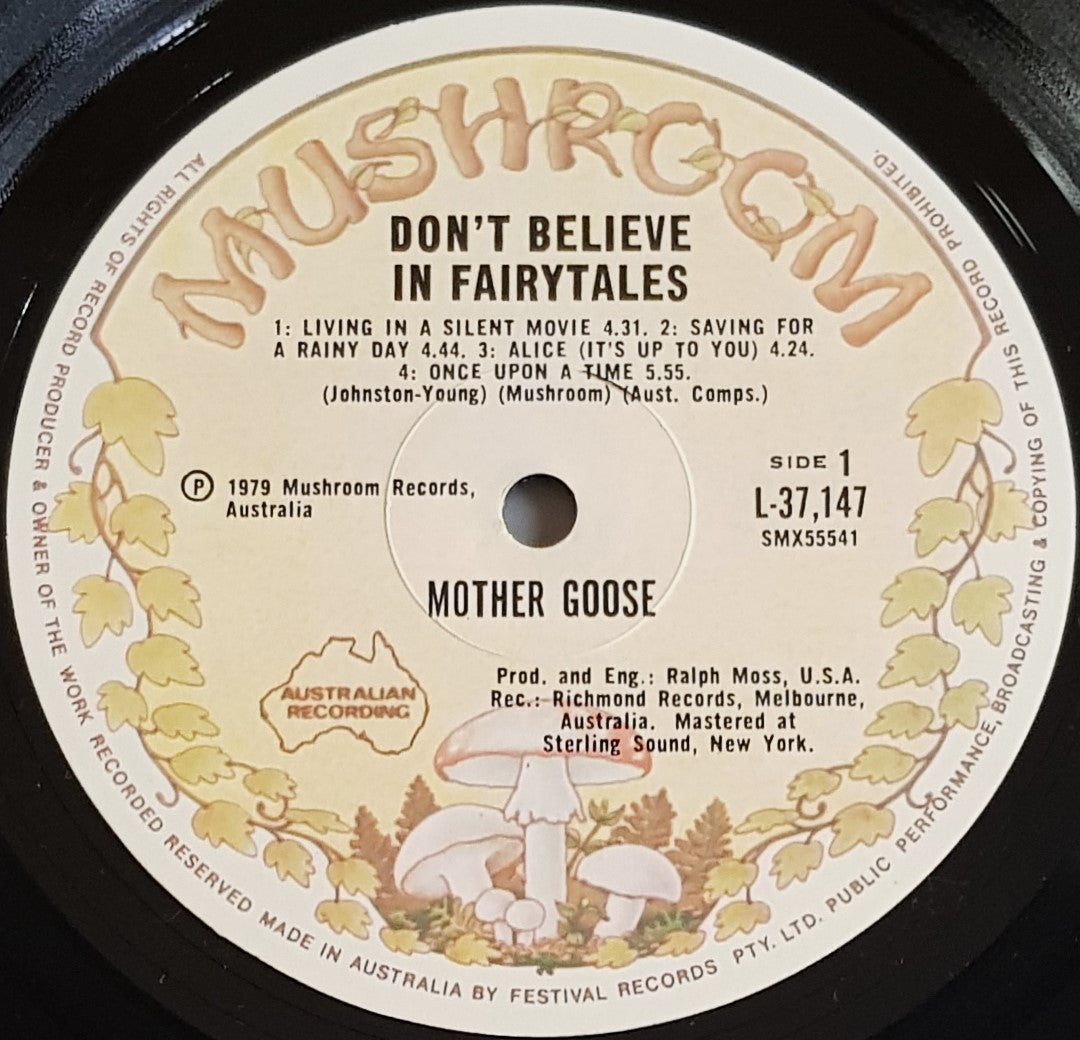 MUSHROOM
DON'T BELIEVE
IN FAIRYTALES
1: LIVING IN A SILENT MOVIE 4.31. 2: SAVING FOR
A RAINY DAY 4.44. 3: ALICE (IT'S UP TO YOU) 4.24.
4: ONCE UPON A TIME 5.55.
(Johnston-Young) (Mushroom) (Aust. Comps.)
Ⓟ 1979 Mushroom Records,
Australia
SIDE 1
L-37,147
SMX55541
MOTHER GOOSE
AUSTRALIAN
RECORDING
Prod. and Eng.: Ralph Moss, U.S.A.
Rec.: Richmond Records, Melbourne,
Australia. Mastered at
Sterling Sound, New York.
ALL RIGHTS OF RECORD PRODUCER & OWNER OF THE WORK RECORDED RESERVED MADE IN AUSTRALIA BY FESTIVAL RECORDS PTY. LTD. PUBLIC PERFORMANCE, BROADCASTING & COPYING OF THIS RECORD PROHIBITED.